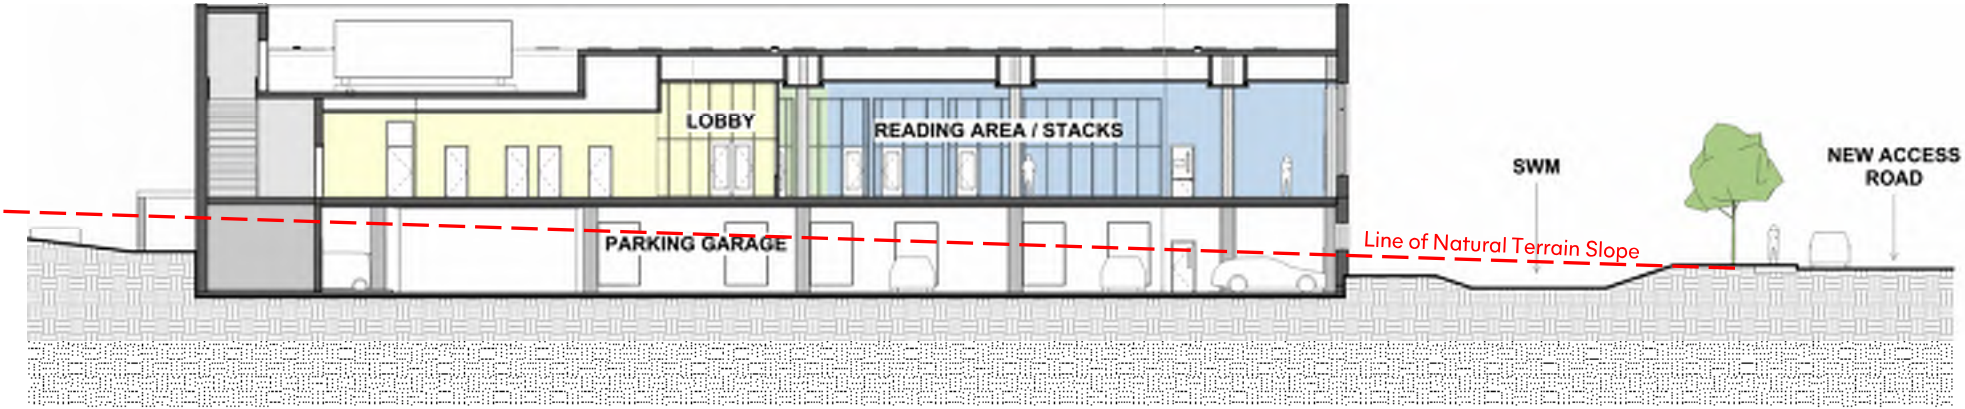 LOBBY
READING AREA / STACKS
PARKING GARAGE
Line of Natural Terrain Slope
SWM
NEW ACCESS
ROAD